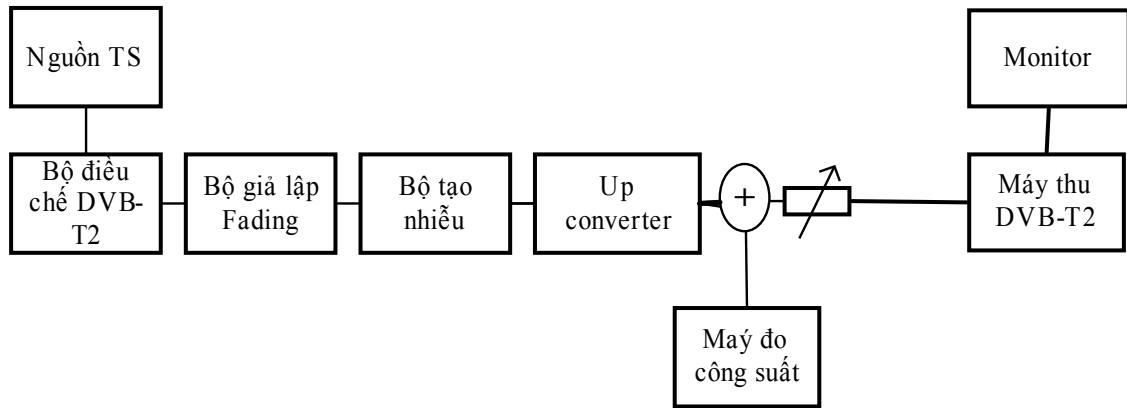 Nguồn TS
Monitor
Bộ điều
chế DVB-
T2
Bộ giả lập
Fading
Bộ tạo
nhiễu
Up
converter
+
Máy thu
DVB-T2
Maý đo
công suất